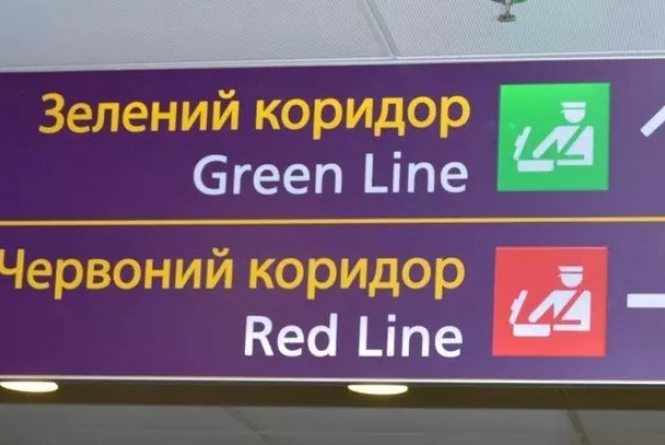 Зелений коридор
Green Line
Червоний коридор
Red Line